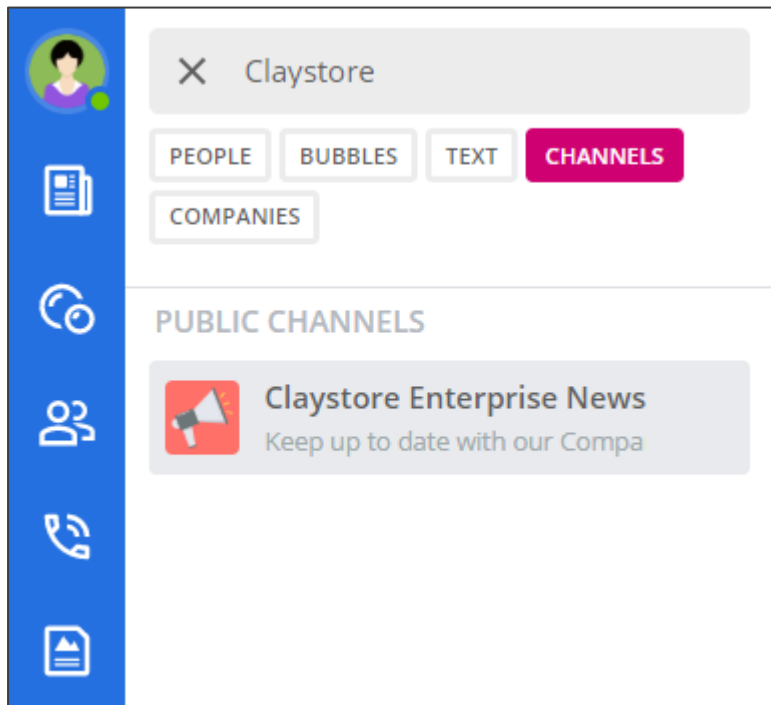 Claystore
PEOPLE BUBBLES TEXT CHANNELS
COMPANIES
PUBLIC CHANNELS
Claystore Enterprise News
Keep up to date with our Compa